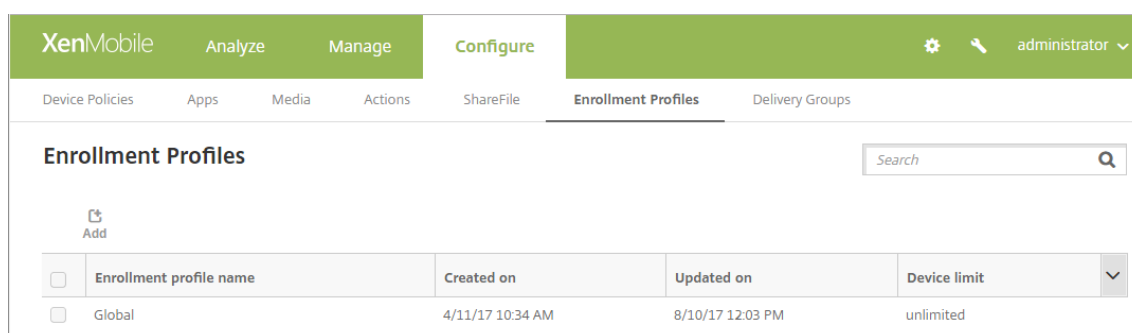 XenMobile Analyze Manage Configure administrator
Device Policies Apps Media Actions ShareFile Enrollment Profiles Delivery Groups
Enrollment Profiles Search
Add
Enrollment profile name Created on Updated on Device limit
Global 4/11/17 10:34 AM 8/10/17 12:03 PM unlimited